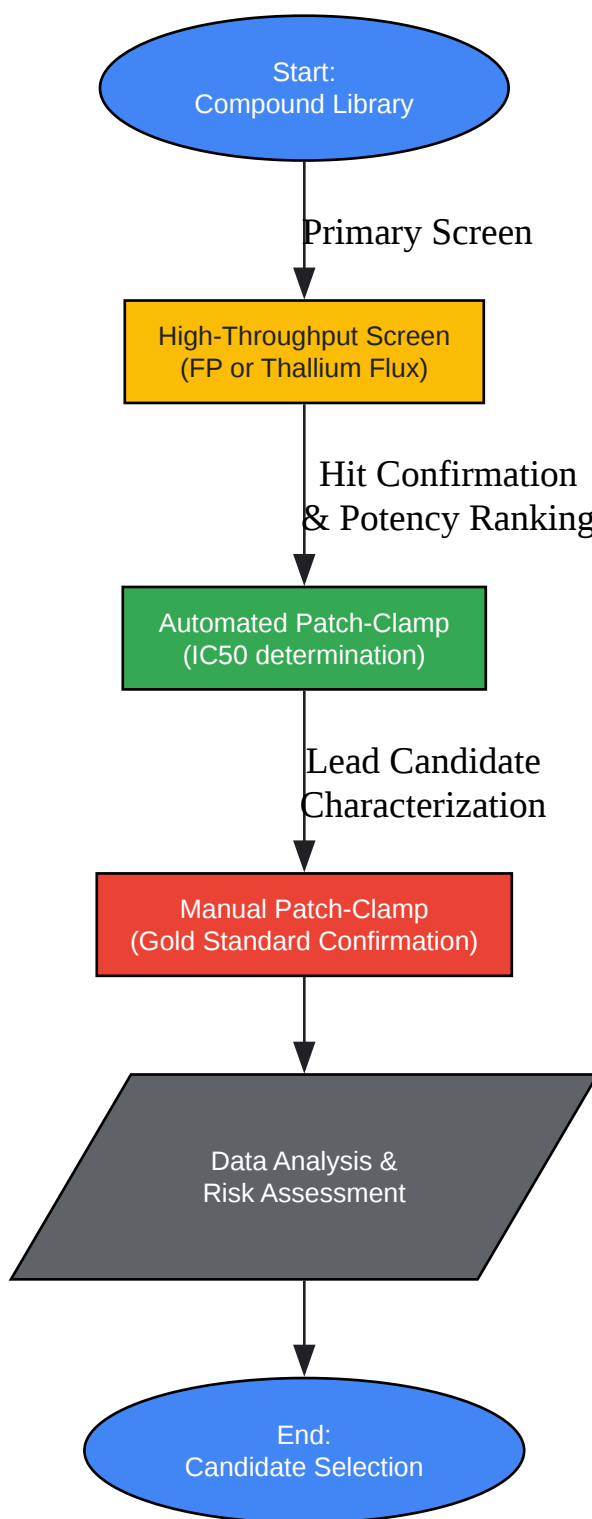 Start:
Compound Library
Primary Screen
High-Throughput Screen
(FP or Thallium Flux)
Hit Confirmation
& Potency Ranking
Automated Patch-Clamp
(IC50 determination)
Lead Candidate
Characterization
Manual Patch-Clamp
(Gold Standard Confirmation)
Data Analysis &
Risk Assessment
End:
Candidate Selection